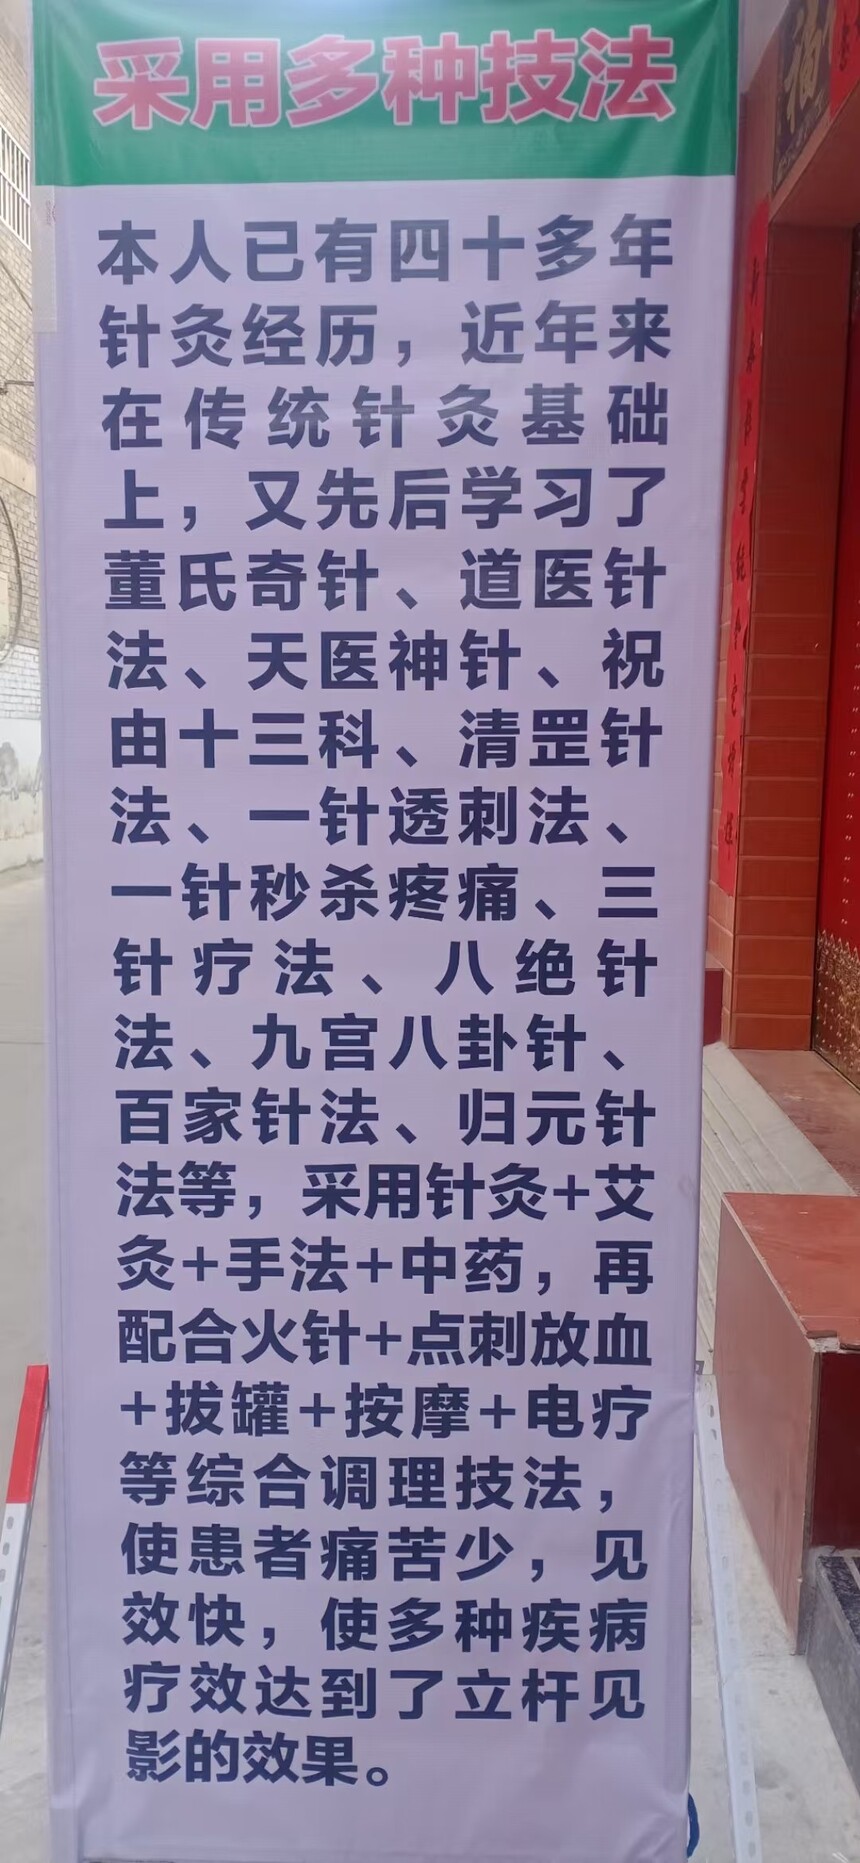 采用多种技法
本人已有四十多年
针灸经历，近年来
在传统针灸基础
上，又先后学习了
董氏奇针、道医针
法、天医神针、祝
由十三科、清罡针
法、一针透刺法、
一针秒杀疼痛、三
针疗法、八绝针
法、九宫八卦针、
百家针法、归元针
法等，采用针灸+艾
灸+手法+中药，再
配合火针+点刺放血
+拔罐+按摩+电疗
等综合调理技法，
使患者痛苦少，见
效快，使多种疾病
疗效达到了立杆见
影的效果。
福